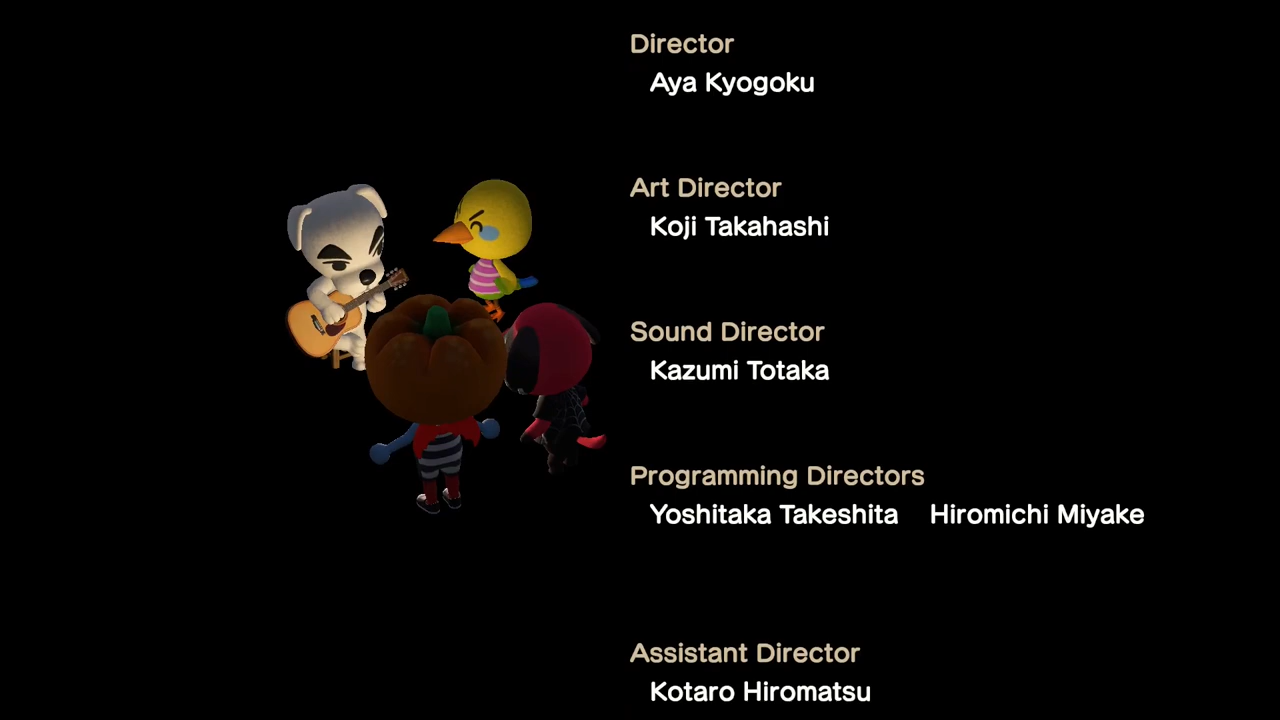 Director
Aya Kyogoku
Art Director
Koji Takahashi
Sound Director
Kazumi Totaka
Programming Directors
Yoshitaka Takeshita Hiromichi Miyake
Assistant Director
Kotaro Hiromatsu